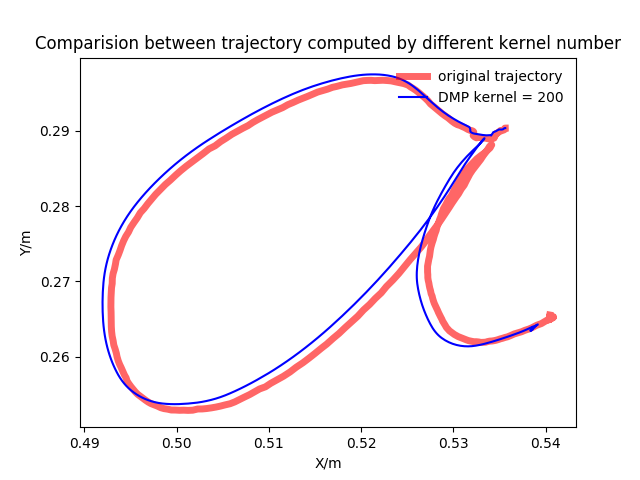 Comparision between trajectory computed by different kernel number
original trajectory
DMP kernel = 200
0.29
0.28
0.27
0.26
Y/m
0.49 0.50 0.51 0.52 0.53 0.54
X/m